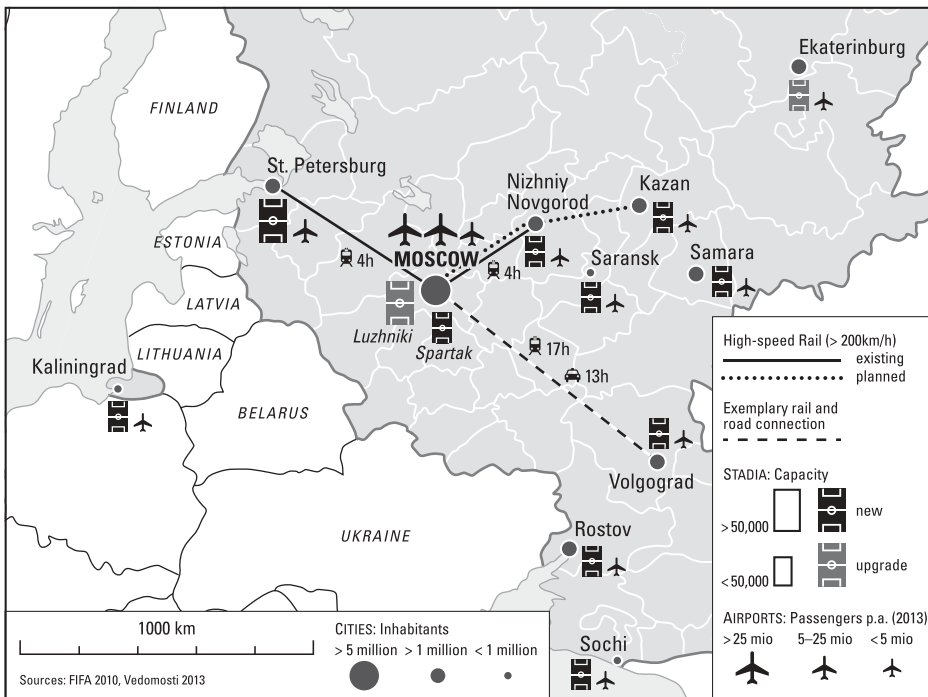 Ekaterinburg
FINLAND
St. Petersburg
Nizhniy
Novgorod
Kazan
ESTONIA
4h
MOSCOW
4h
Saransk
Samara
LATVIA
Luzhniki
Spartak
LITHUANIA
17h
Kaliningrad
13h
BELARUS
Volgograd
UKRAINE
Rostov
Sochi
High-speed Rail (> 200km/h)
existing
planned
Exemplary rail and
road connection
STADIA: Capacity
>50,000
new
<50,000
upgrade
AIRPORTS: Passengers p.a. (2013)
>25 mio 5–25 mio <5 mio
1000 km
Sources: FIFA 2010, Vedomosti 2013
CITIES: Inhabitants
> 5 million > 1 million < 1 million